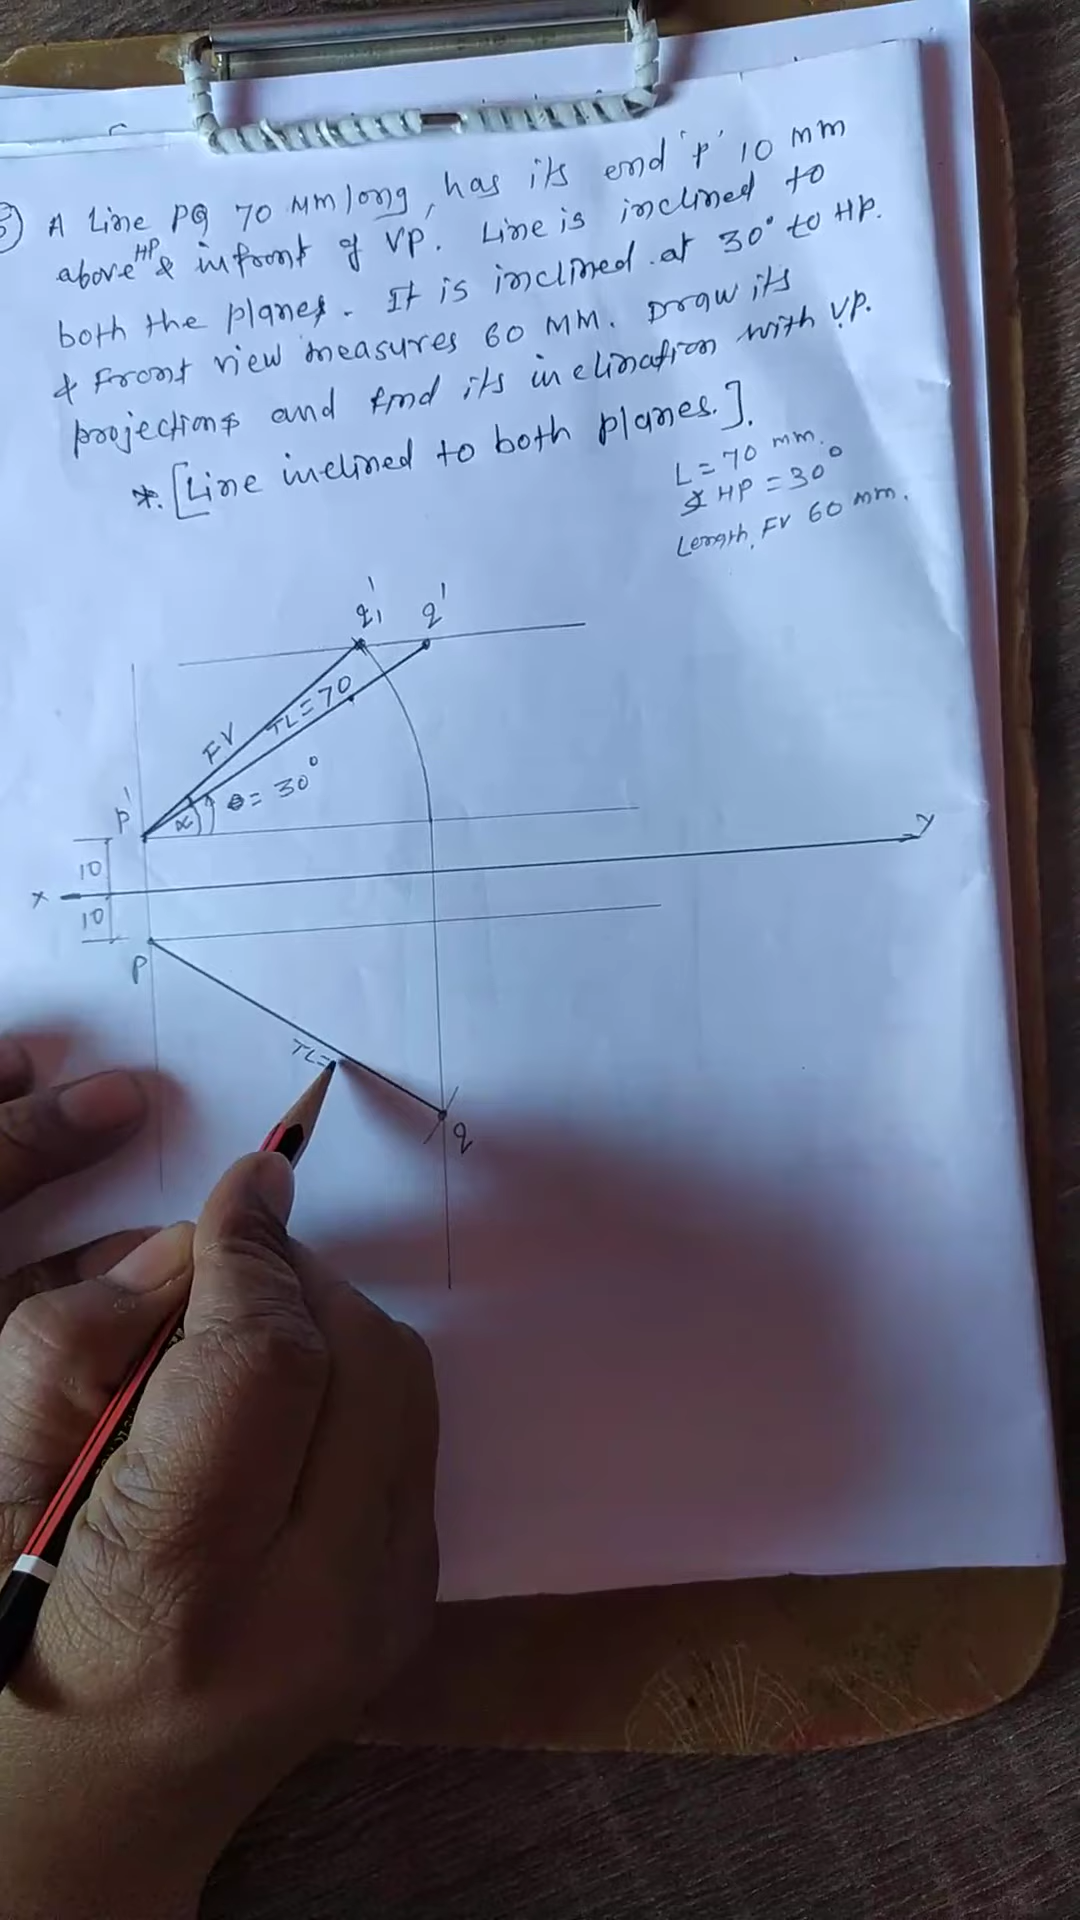 A Line PQ 70 MM long, has its end 'P' 10 MM
above HP & infront of VP. Line is inclined to
both the planes. It is inclined at 30° to HP.
& Front view measures 60 MM. Draw its
projections and find its inclination with V.P.
*. [Line inclined to both planes.].
L = 70 mm.
HP = 30°
Length, FV 60 mm.
q1' q'
FV TL = 70
θ = 30°
p' α
10
x y
10
p
TL=
q